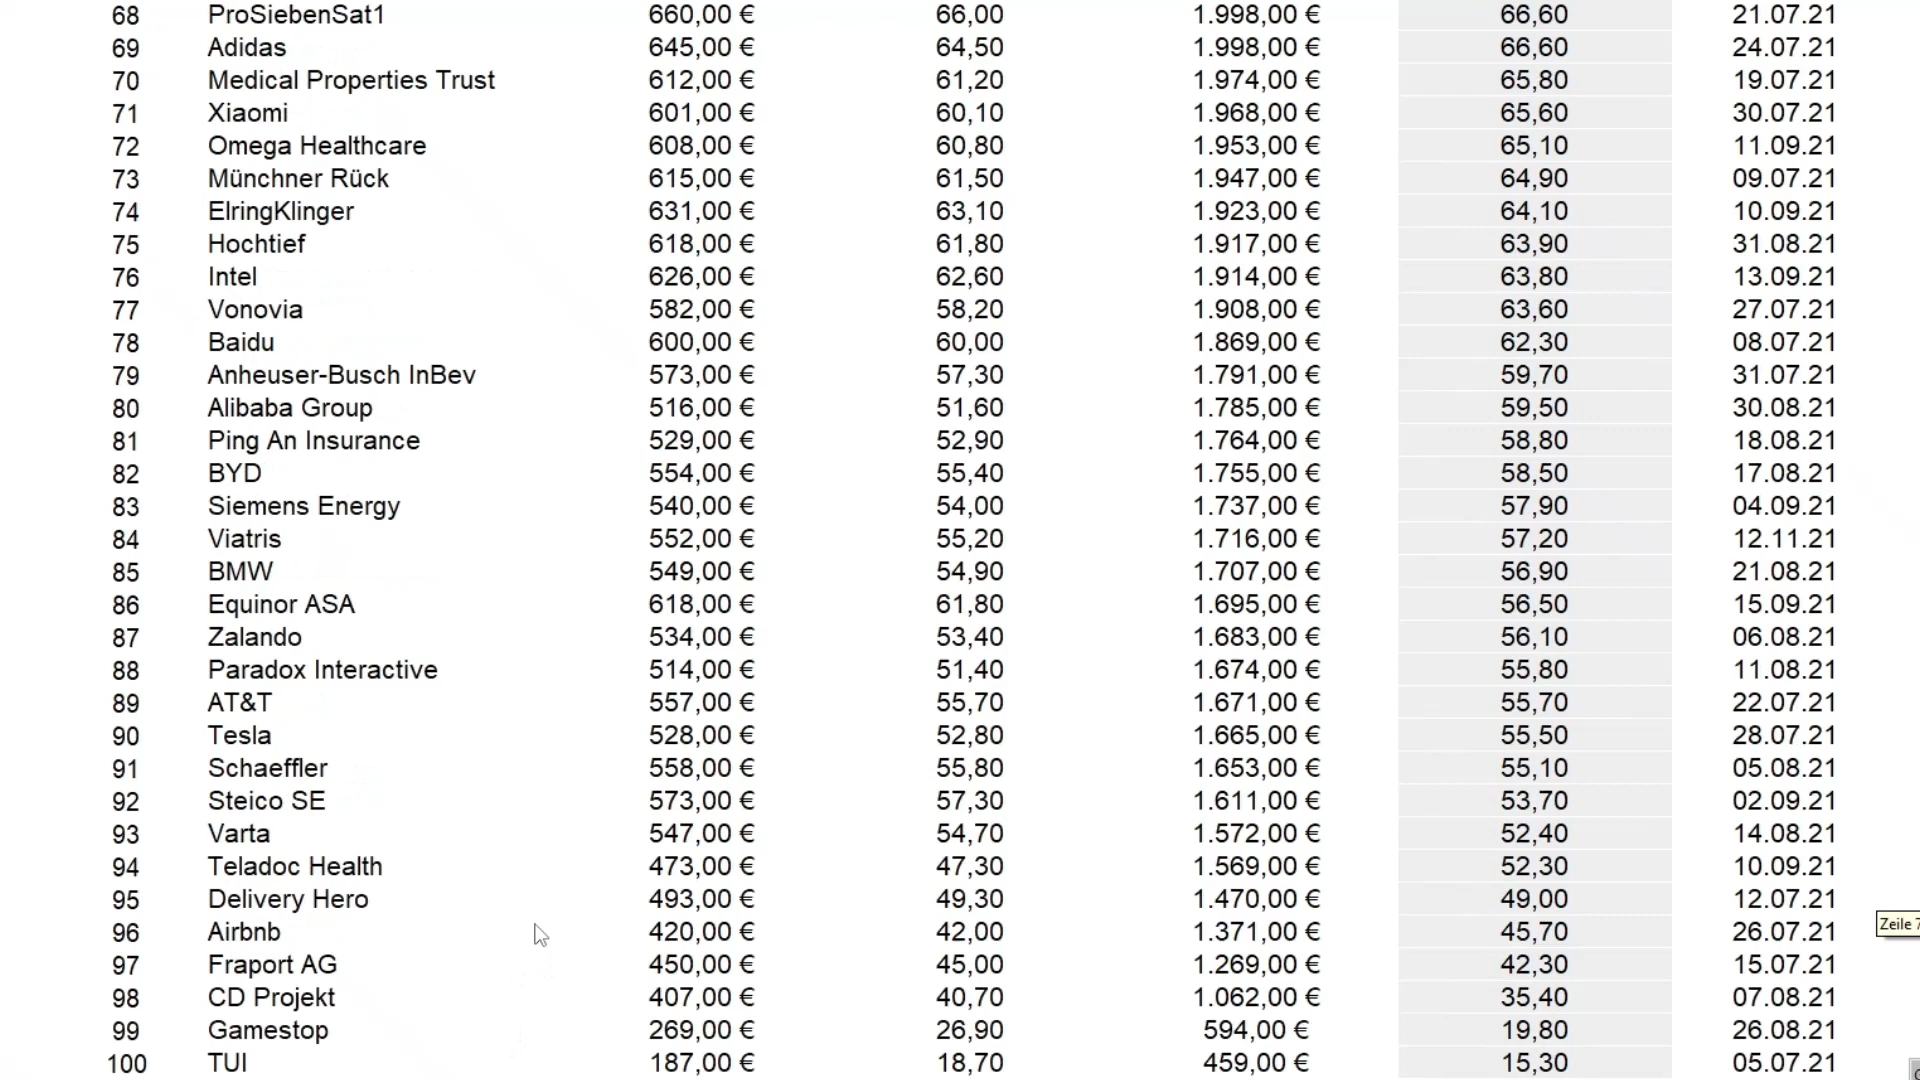 68 ProSiebenSat1 660,00 € 66,00 1.998,00 € 66,60 21.07.21
69 Adidas 645,00 € 64,50 1.998,00 € 66,60 24.07.21
70 Medical Properties Trust 612,00 € 61,20 1.974,00 € 65,80 19.07.21
71 Xiaomi 601,00 € 60,10 1.968,00 € 65,60 30.07.21
72 Omega Healthcare 608,00 € 60,80 1.953,00 € 65,10 11.09.21
73 Münchner Rück 615,00 € 61,50 1.947,00 € 64,90 09.07.21
74 ElringKlinger 631,00 € 63,10 1.923,00 € 64,10 10.09.21
75 Hochtief 618,00 € 61,80 1.917,00 € 63,90 31.08.21
76 Intel 626,00 € 62,60 1.914,00 € 63,80 13.09.21
77 Vonovia 582,00 € 58,20 1.908,00 € 63,60 27.07.21
78 Baidu 600,00 € 60,00 1.869,00 € 62,30 08.07.21
79 Anheuser-Busch InBev 573,00 € 57,30 1.791,00 € 59,70 31.07.21
80 Alibaba Group 516,00 € 51,60 1.785,00 € 59,50 30.08.21
81 Ping An Insurance 529,00 € 52,90 1.764,00 € 58,80 18.08.21
82 BYD 554,00 € 55,40 1.755,00 € 58,50 17.08.21
83 Siemens Energy 540,00 € 54,00 1.737,00 € 57,90 04.09.21
84 Viatris 552,00 € 55,20 1.716,00 € 57,20 12.11.21
85 BMW 549,00 € 54,90 1.707,00 € 56,90 21.08.21
86 Equinor ASA 618,00 € 61,80 1.695,00 € 56,50 15.09.21
87 Zalando 534,00 € 53,40 1.683,00 € 56,10 06.08.21
88 Paradox Interactive 514,00 € 51,40 1.674,00 € 55,80 11.08.21
89 AT&T 557,00 € 55,70 1.671,00 € 55,70 22.07.21
90 Tesla 528,00 € 52,80 1.665,00 € 55,50 28.07.21
91 Schaeffler 558,00 € 55,80 1.653,00 € 55,10 05.08.21
92 Steico SE 573,00 € 57,30 1.611,00 € 53,70 02.09.21
93 Varta 547,00 € 54,70 1.572,00 € 52,40 14.08.21
94 Teladoc Health 473,00 € 47,30 1.569,00 € 52,30 10.09.21
95 Delivery Hero 493,00 € 49,30 1.470,00 € 49,00 12.07.21
Zeile 7
96 Airbnb 420,00 € 42,00 1.371,00 € 45,70 26.07.21
97 Fraport AG 450,00 € 45,00 1.269,00 € 42,30 15.07.21
98 CD Projekt 407,00 € 40,70 1.062,00 € 35,40 07.08.21
99 Gamestop 269,00 € 26,90 594,00 € 19,80 26.08.21
100 TUI 187,00 € 18,70 459,00 € 15,30 05.07.21